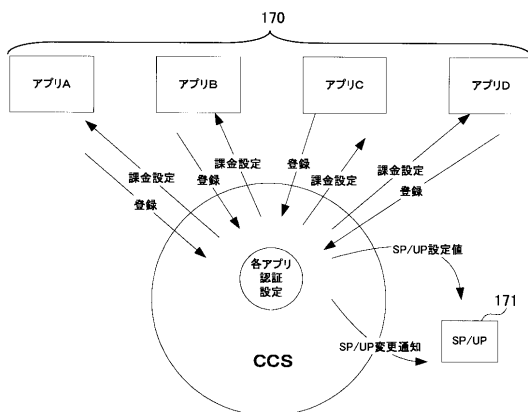 170
アプリA
アプリB
アプリC
アプリD
課金設定
登録
課金設定
登録
登録
課金設定
課金設定
登録
各アプリ
認証
設定
CCS
SP/UP設定値
SP/UP変更通知
171
SP/UP